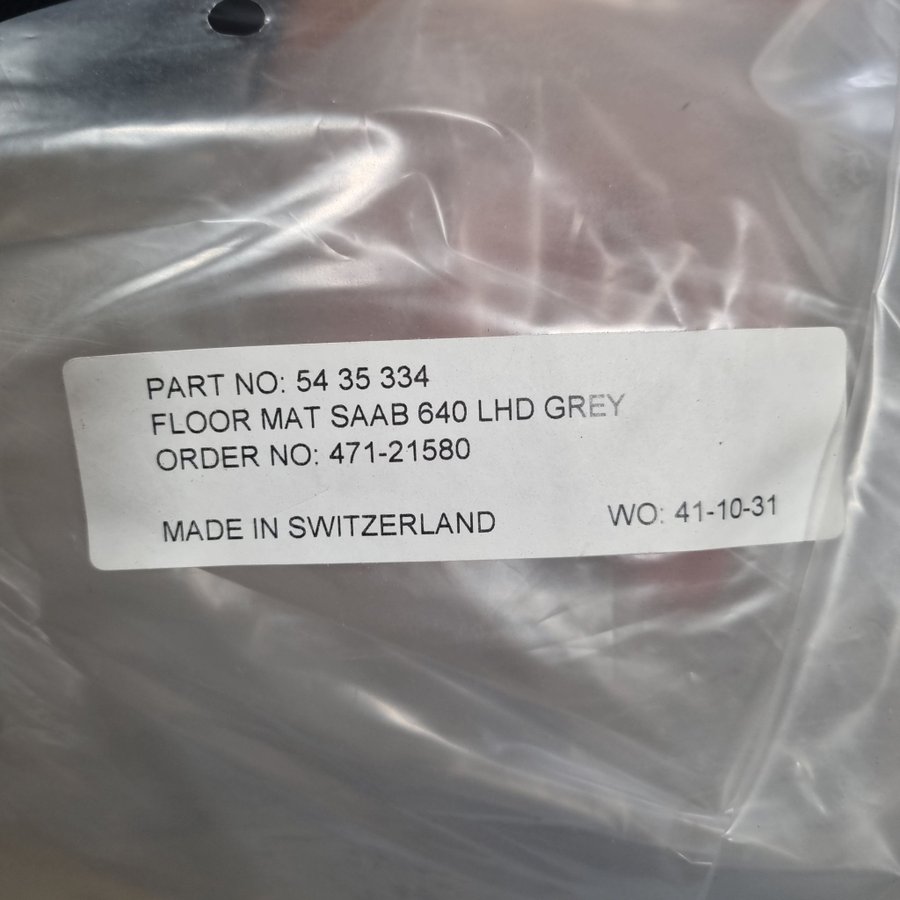 PART NO: 54 35 334
FLOOR MAT SAAB 640 LHD GREY
ORDER NO: 471-21580
MADE IN SWITZERLAND
WO: 41-10-31